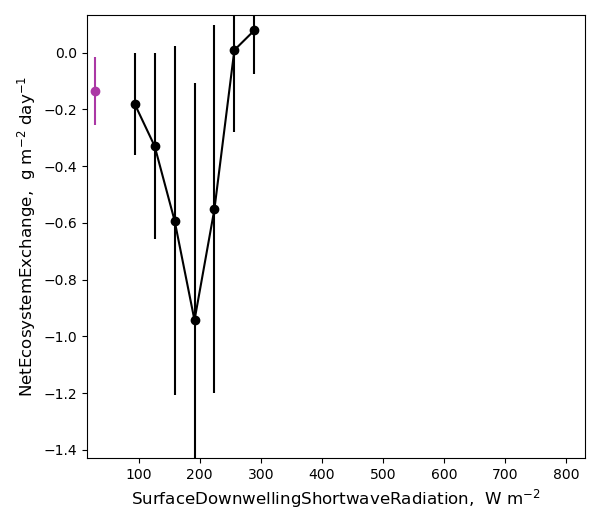 0.0
−0.2
−0.4
−0.6
−0.8
−1.0
−1.2
−1.4
NetEcosystemExchange,  g m⁻² day⁻¹
100 200 300 400 500 600 700 800
SurfaceDownwellingShortwaveRadiation,  W m⁻²